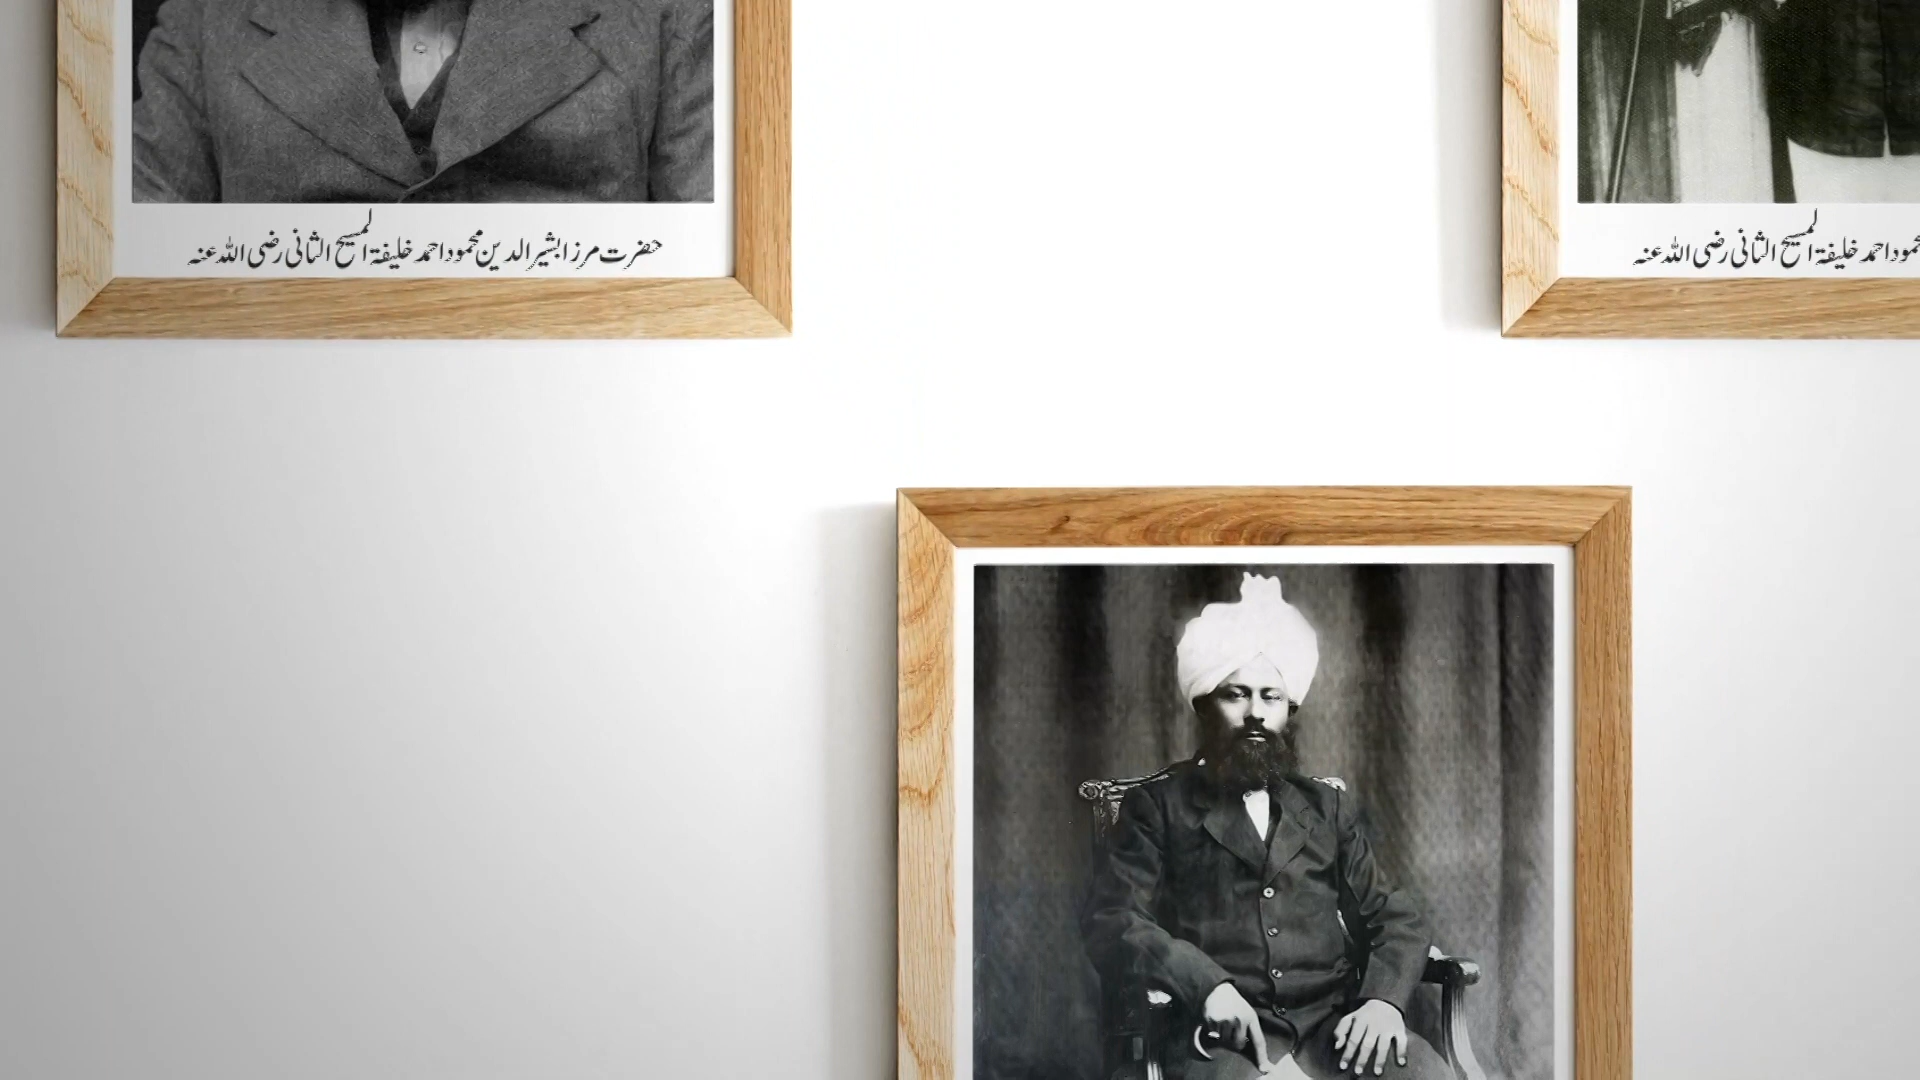 حضرت مرزا بشیر الدین محمود احمد خلیفۃ المسیح الثانی رضی اللہ عنہ
محمود احمد خلیفۃ المسیح الثانی رضی اللہ عنہ